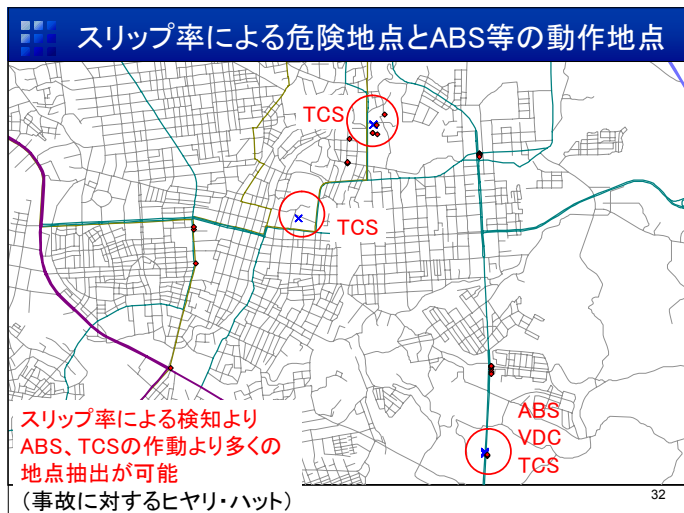 スリップ率による危険地点とABS等の動作地点
TCS
TCS
ABS
VDC
TCS
スリップ率による検知より
ABS、TCSの作動より多くの
地点抽出が可能
(事故に対するヒヤリ・ハット)
32